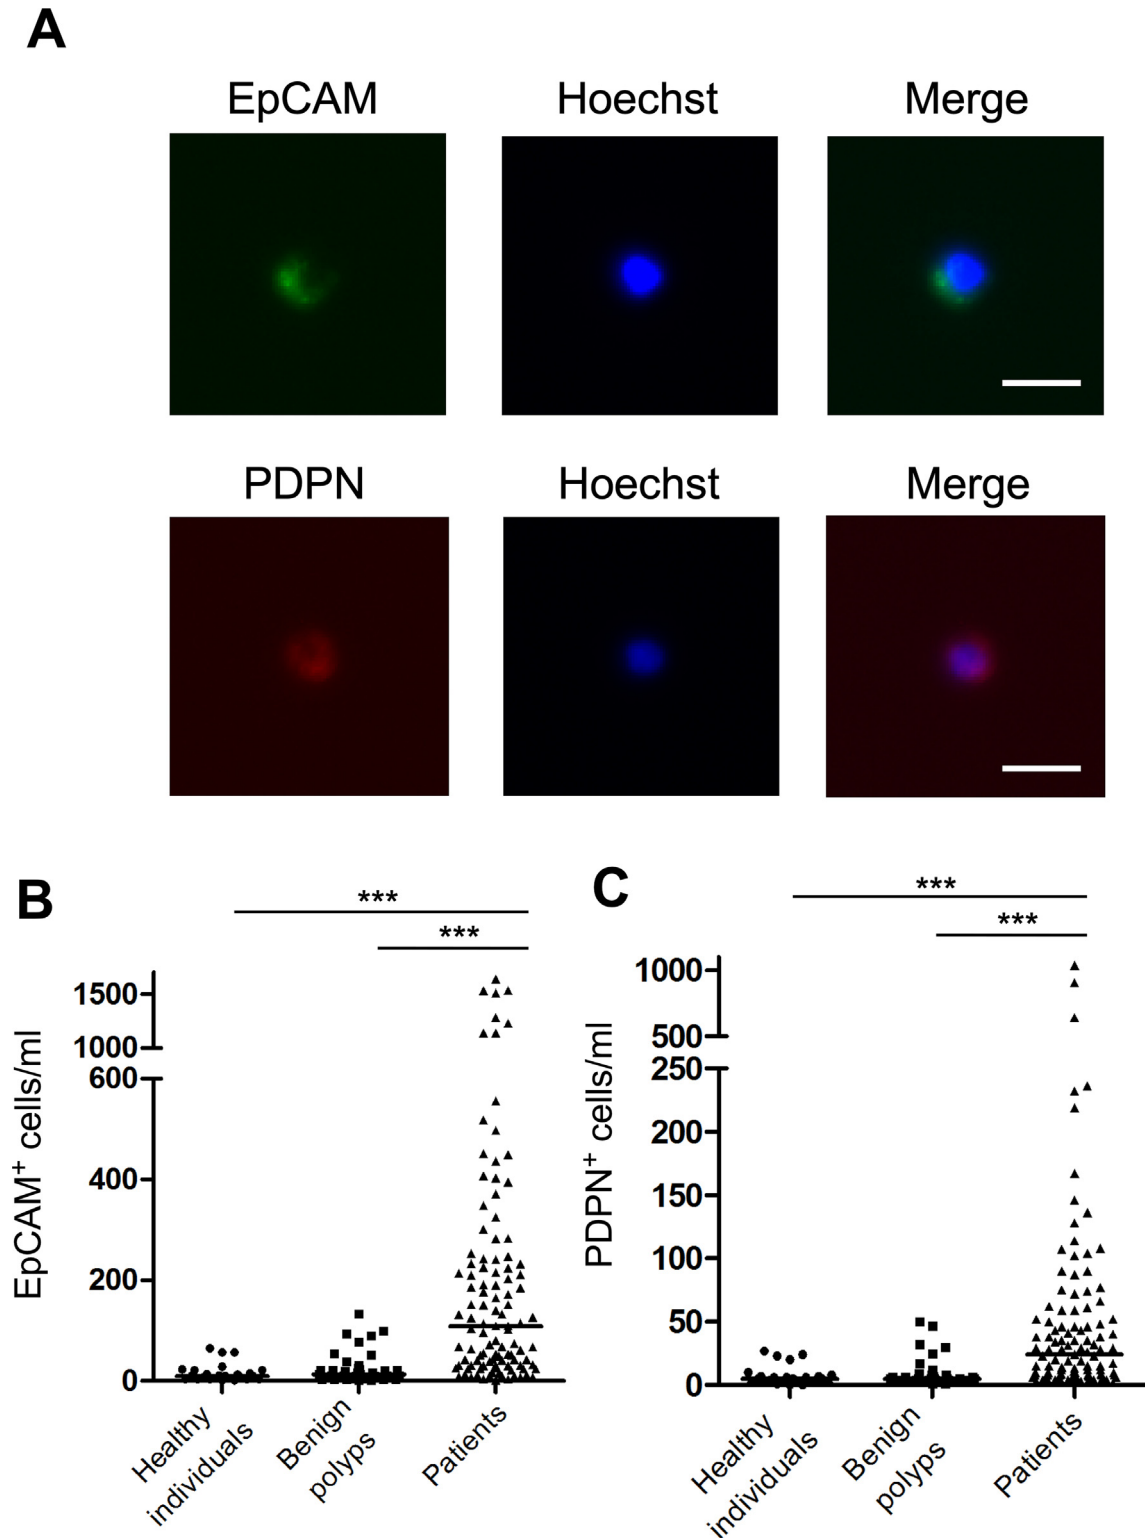 A
EpCAM
Hoechst
Merge
PDPN
Hoechst
Merge
B
***
***
EpCAM⁺ cells/ml
1500
1000
600
400
200
0
Healthy
individuals
Benign
polyps
Patients
C
***
***
PDPN⁺ cells/ml
1000
500
250
200
150
100
50
0
Healthy
individuals
Benign
polyps
Patients